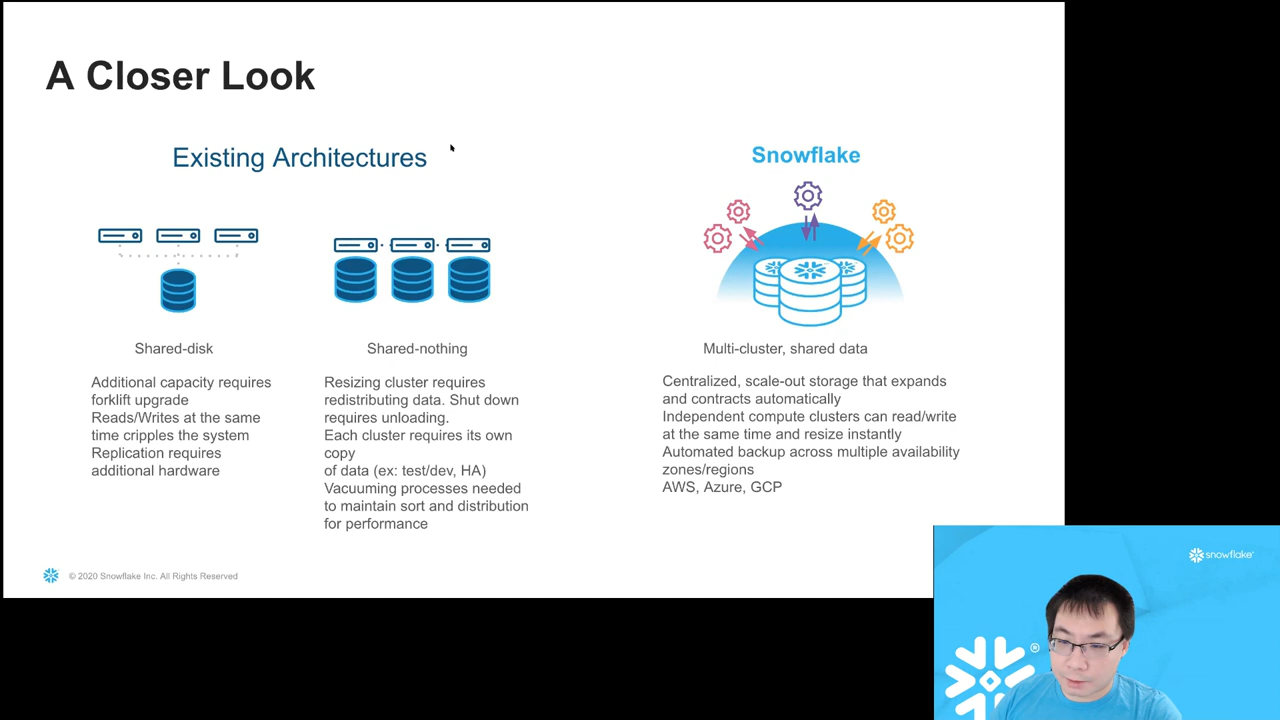 A Closer Look
Existing Architectures
Shared-disk
Additional capacity requires
forklift upgrade
Reads/Writes at the same
time cripples the system
Replication requires
additional hardware
Shared-nothing
Resizing cluster requires
redistributing data. Shut down
requires unloading.
Each cluster requires its own
copy
of data (ex: test/dev, HA)
Vacuuming processes needed
to maintain sort and distribution
for performance
Snowflake
Multi-cluster, shared data
Centralized, scale-out storage that expands
and contracts automatically
Independent compute clusters can read/write
at the same time and resize instantly
Automated backup across multiple availability
zones/regions
AWS, Azure, GCP
© 2020 Snowflake Inc. All Rights Reserved
snowflake
®